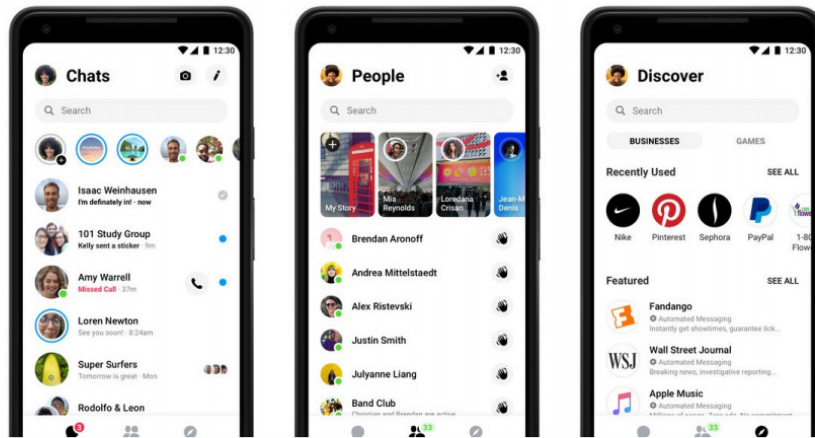 12:30
Chats
Search
Isaac Weinhausen
I'm definately in! · now
101 Study Group
Kelly sent a sticker · 9m
Amy Warrell
Missed Call · 37m
Loren Newton
See you soon! · 8:24am
Super Surfers
Tomorrow is great · Mon
Rodolfo & Leon
3
12:30
People
Search
My Story
Mia
Reynolds
Loredana
Crisan
Jean-M
Denis
Brendan Aronoff
Andrea Mittelstaedt
Alex Ristevski
Justin Smith
Julyanne Liang
Band Club
Christian and Brendan are active
33
12:30
Discover
Search
BUSINESSES
GAMES
Recently Used
SEE ALL
Nike
Pinterest
Sephora
PayPal
1-80
Flow
Featured
SEE ALL
Fandango
Automated Messaging
Instantly get showtimes, guarantee tick...
WSJ
Wall Street Journal
Automated Messaging
Breaking news, investigative reporting...
Apple Music
Automated Messaging
33